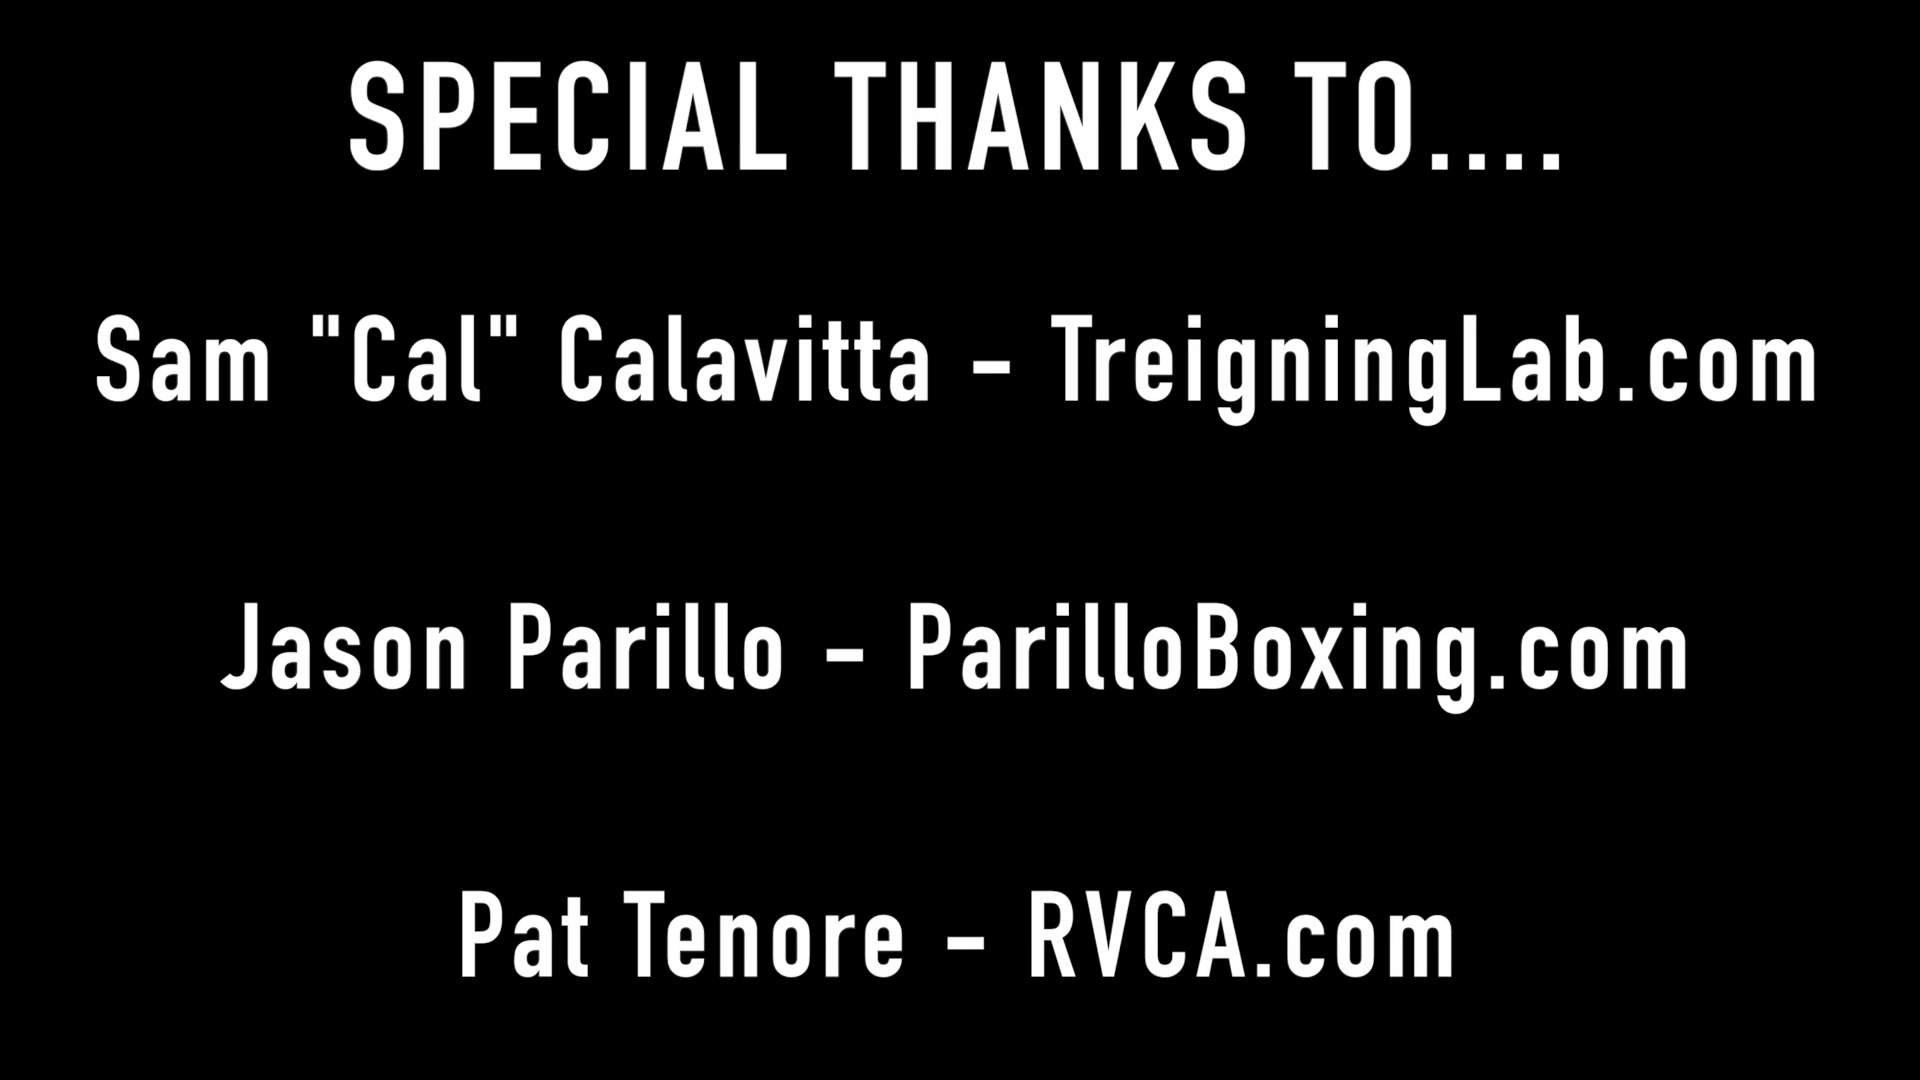 SPECIAL THANKS TO....
Sam "Cal" Calavitta - TreigningLab.com
Jason Parillo - ParilloBoxing.com
Pat Tenore - RVCA.com